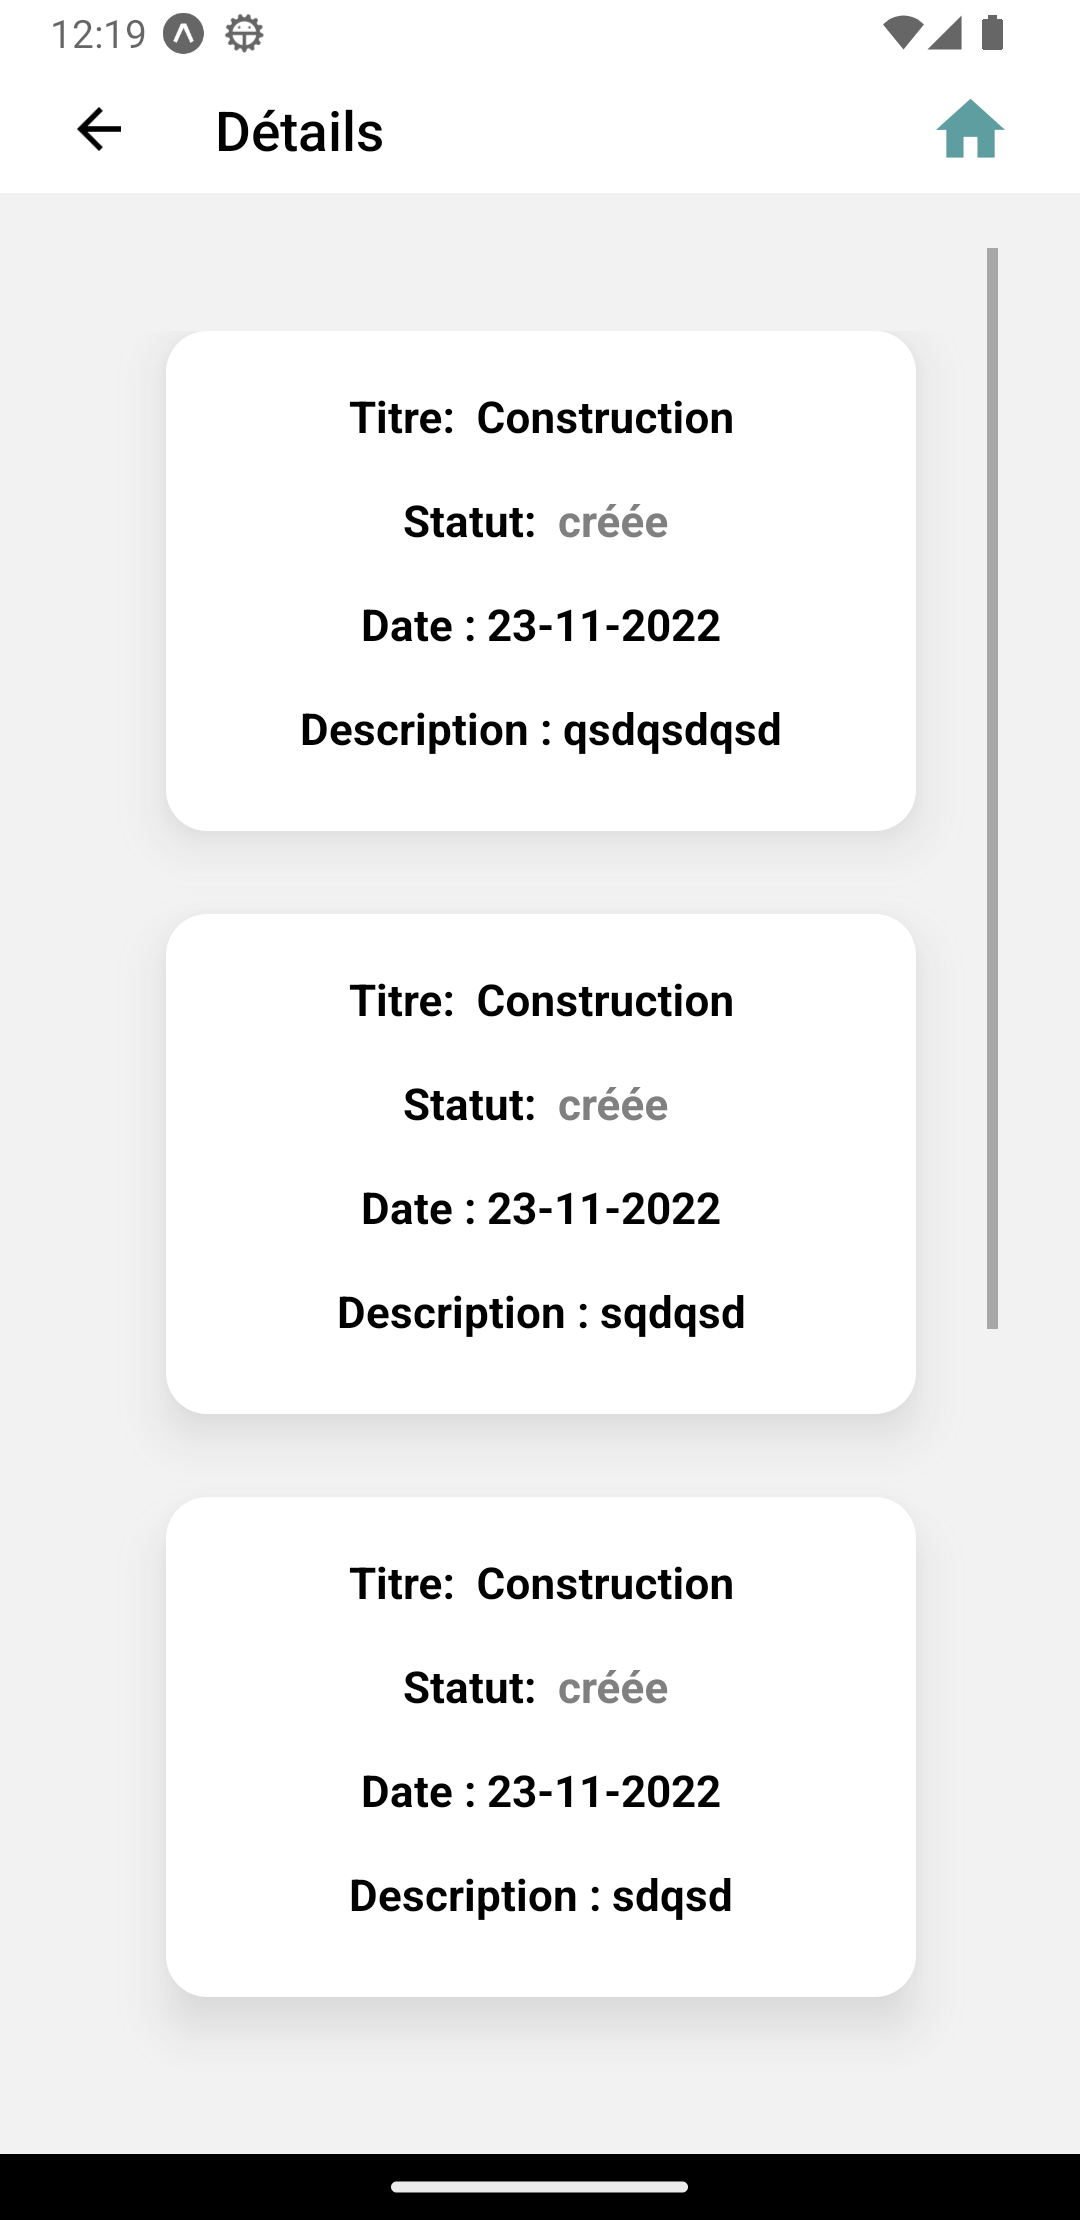 12:19
Détails
Titre:  Construction
Statut:  créée
Date : 23-11-2022
Description : qsdqsdqsd
Titre:  Construction
Statut:  créée
Date : 23-11-2022
Description : sqdqsd
Titre:  Construction
Statut:  créée
Date : 23-11-2022
Description : sdqsd